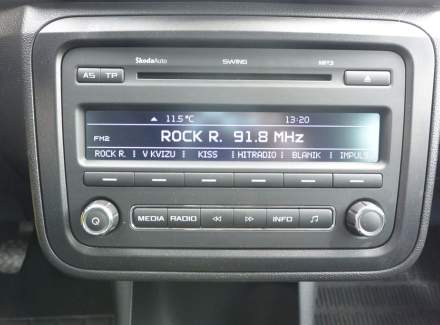 ŠkodaAuto SWING MP3
AS TP
11.5°C 13:20
ROCK R. 91.8 MHz
FM2
ROCK R. | V KVIZU | KISS | HITRADIO | BLANIK | IMPULS
MEDIA RADIO INFO